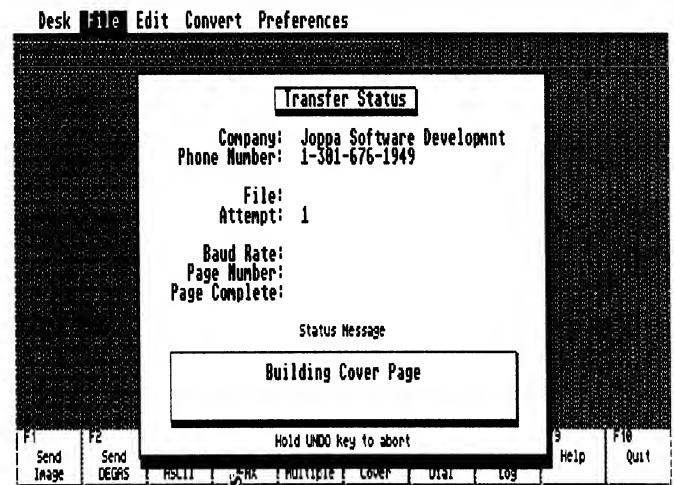 Desk File Edit Convert Preferences
Transfer Status
Company: Joppa Software Developmnt
Phone Number: 1-301-676-1949
File:
Attempt: 1
Baud Rate:
Page Number:
Page Complete:
Status Message
Building Cover Page
Hold UNDO key to abort
F1 F2 9 F10
Send Send Help Quit
Image DEGAS ASCII FAX Multiple Cover Dial Log